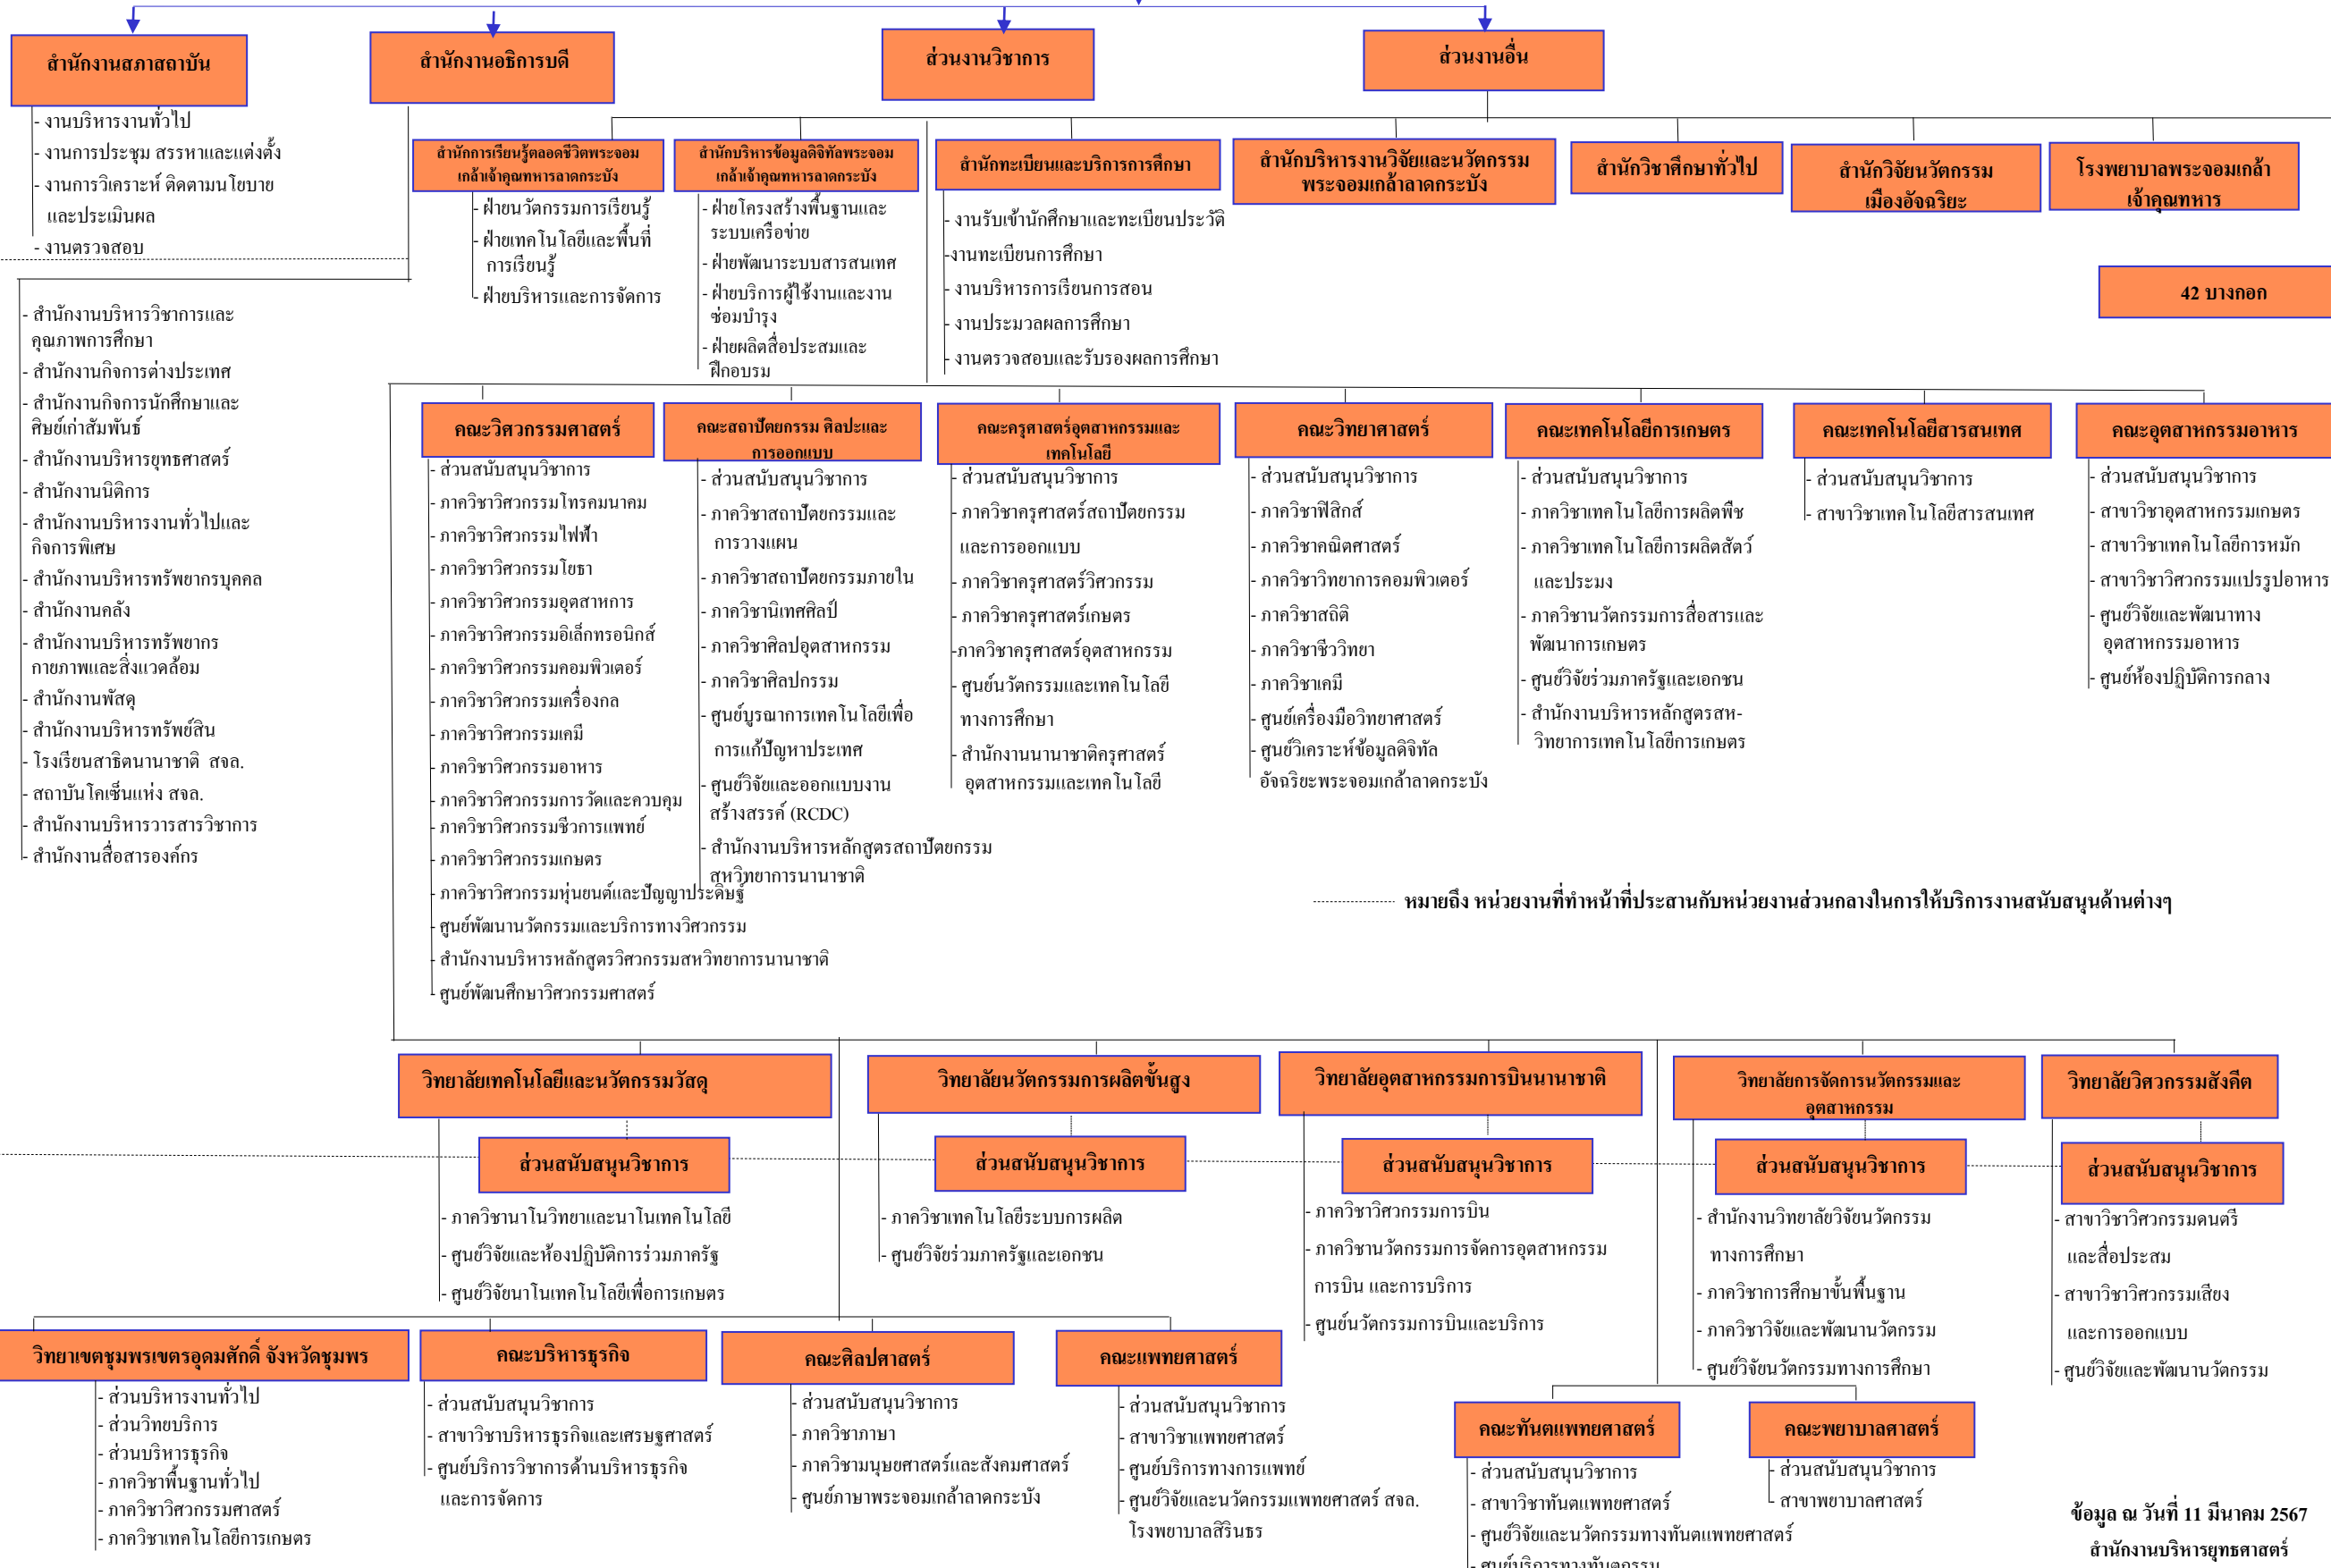 สำนักงานสภาสถาบัน
สำนักงานอธิการบดี
ส่วนงานวิชาการ
ส่วนงานอื่น
- งานบริหารงานทั่วไป
- งานการประชุม สรรหาและแต่งตั้ง
- งานการวิเคราะห์ ติดตามนโยบาย
และประเมินผล
- งานตรวจสอบ
สำนักการเรียนรู้ตลอดชีวิตพระจอม
เกล้าเจ้าคุณทหารลาดกระบัง
- ฝ่ายนวัตกรรมการเรียนรู้
- ฝ่ายเทคโนโลยีและพื้นที่
การเรียนรู้
- ฝ่ายบริหารและการจัดการ
สำนักบริหารข้อมูลดิจิทัลพระจอม
เกล้าเจ้าคุณทหารลาดกระบัง
- ฝ่ายโครงสร้างพื้นฐานและ
ระบบเครือข่าย
- ฝ่ายพัฒนาระบบสารสนเทศ
- ฝ่ายบริการผู้ใช้งานและงาน
ซ่อมบำรุง
- ฝ่ายผลิตสื่อประสมและ
ฝึกอบรม
สำนักทะเบียนและบริการการศึกษา
- งานรับเข้านักศึกษาและทะเบียนประวัติ
-งานทะเบียนการศึกษา
- งานบริหารการเรียนการสอน
- งานประมวลผลการศึกษา
- งานตรวจสอบและรับรองผลการศึกษา
สำนักบริหารงานวิจัยและนวัตกรรม
พระจอมเกล้าลาดกระบัง
สำนักวิชาศึกษาทั่วไป
สำนักวิจัยนวัตกรรม
เมืองอัจฉริยะ
โรงพยาบาลพระจอมเกล้า
เจ้าคุณทหาร
42 บางกอก
- สำนักงานบริหารวิชาการและ
คุณภาพการศึกษา
- สำนักงานกิจการต่างประเทศ
- สำนักงานกิจการนักศึกษาและ
ศิษย์เก่าสัมพันธ์
- สำนักงานบริหารยุทธศาสตร์
- สำนักงานนิติการ
- สำนักงานบริหารงานทั่วไปและ
กิจการพิเศษ
- สำนักงานบริหารทรัพยากรบุคคล
- สำนักงานคลัง
- สำนักงานบริหารทรัพยากร
กายภาพและสิ่งแวดล้อม
- สำนักงานพัสดุ
- สำนักงานบริหารทรัพย์สิน
- โรงเรียนสาธิตนานาชาติ สจล.
- สถาบันโคเซ็นแห่ง สจล.
- สำนักงานบริหารวารสารวิชาการ
- สำนักงานสื่อสารองค์กร
คณะวิศวกรรมศาสตร์
- ส่วนสนับสนุนวิชาการ
- ภาควิชาวิศวกรรมโทรคมนาคม
- ภาควิชาวิศวกรรมไฟฟ้า
- ภาควิชาวิศวกรรมโยธา
- ภาควิชาวิศวกรรมอุตสาหการ
- ภาควิชาวิศวกรรมอิเล็กทรอนิกส์
- ภาควิชาวิศวกรรมคอมพิวเตอร์
- ภาควิชาวิศวกรรมเครื่องกล
- ภาควิชาวิศวกรรมเคมี
- ภาควิชาวิศวกรรมอาหาร
- ภาควิชาวิศวกรรมการวัดและควบคุม
- ภาควิชาวิศวกรรมชีวการแพทย์
- ภาควิชาวิศวกรรมเกษตร
- ภาควิชาวิศวกรรมหุ่นยนต์และปัญญาประดิษฐ์
- ศูนย์พัฒนานวัตกรรมและบริการทางวิศวกรรม
- สำนักงานบริหารหลักสูตรวิศวกรรมสหวิทยาการนานาชาติ
- ศูนย์พัฒนศึกษาวิศวกรรมศาสตร์
คณะสถาปัตยกรรม ศิลปะและ
การออกแบบ
- ส่วนสนับสนุนวิชาการ
- ภาควิชาสถาปัตยกรรมและ
การวางแผน
- ภาควิชาสถาปัตยกรรมภายใน
- ภาควิชานิเทศศิลป์
- ภาควิชาศิลปอุตสาหกรรม
- ภาควิชาศิลปกรรม
- ศูนย์บูรณาการเทคโนโลยีเพื่อ
การแก้ปัญหาประเทศ
- ศูนย์วิจัยและออกแบบงาน
สร้างสรรค์ (RCDC)
- สำนักงานบริหารหลักสูตรสถาปัตยกรรม
สหวิทยาการนานาชาติ
คณะครุศาสตร์อุตสาหกรรมและ
เทคโนโลยี
- ส่วนสนับสนุนวิชาการ
- ภาควิชาครุศาสตร์สถาปัตยกรรม
และการออกแบบ
- ภาควิชาครุศาสตร์วิศวกรรม
- ภาควิชาครุศาสตร์เกษตร
-ภาควิชาครุศาสตร์อุตสาหกรรม
- ศูนย์นวัตกรรมและเทคโนโลยี
ทางการศึกษา
- สำนักงานนานาชาติครุศาสตร์
อุตสาหกรรมและเทคโนโลยี
คณะวิทยาศาสตร์
- ส่วนสนับสนุนวิชาการ
- ภาควิชาฟิสิกส์
- ภาควิชาคณิตศาสตร์
- ภาควิชาวิทยาการคอมพิวเตอร์
- ภาควิชาสถิติ
- ภาควิชาชีววิทยา
- ภาควิชาเคมี
- ศูนย์เครื่องมือวิทยาศาสตร์
- ศูนย์วิเคราะห์ข้อมูลดิจิทัล
อัจฉริยะพระจอมเกล้าลาดกระบัง
คณะเทคโนโลยีการเกษตร
- ส่วนสนับสนุนวิชาการ
- ภาควิชาเทคโนโลยีการผลิตพืช
- ภาควิชาเทคโนโลยีการผลิตสัตว์
และประมง
- ภาควิชานวัตกรรมการสื่อสารและ
พัฒนาการเกษตร
- ศูนย์วิจัยร่วมภาครัฐและเอกชน
- สำนักงานบริหารหลักสูตรสห-
วิทยาการเทคโนโลยีการเกษตร
คณะเทคโนโลยีสารสนเทศ
- ส่วนสนับสนุนวิชาการ
- สาขาวิชาเทคโนโลยีสารสนเทศ
คณะอุตสาหกรรมอาหาร
- ส่วนสนับสนุนวิชาการ
- สาขาวิชาอุตสาหกรรมเกษตร
- สาขาวิชาเทคโนโลยีการหมัก
- สาขาวิชาวิศวกรรมแปรรูปอาหาร
- ศูนย์วิจัยและพัฒนาทาง
อุตสาหกรรมอาหาร
- ศูนย์ห้องปฏิบัติการกลาง
หมายถึง หน่วยงานที่ทำหน้าที่ประสานกับหน่วยงานส่วนกลางในการให้บริการงานสนับสนุนด้านต่างๆ
วิทยาลัยเทคโนโลยีและนวัตกรรมวัสดุ
ส่วนสนับสนุนวิชาการ
- ภาควิชานาโนวิทยาและนาโนเทคโนโลยี
- ศูนย์วิจัยและห้องปฏิบัติการร่วมภาครัฐ
- ศูนย์วิจัยนาโนเทคโนโลยีเพื่อการเกษตร
วิทยาลัยนวัตกรรมการผลิตขั้นสูง
ส่วนสนับสนุนวิชาการ
- ภาควิชาเทคโนโลยีระบบการผลิต
- ศูนย์วิจัยร่วมภาครัฐและเอกชน
วิทยาลัยอุตสาหกรรมการบินนานาชาติ
ส่วนสนับสนุนวิชาการ
- ภาควิชาวิศวกรรมการบิน
- ภาควิชานวัตกรรมการจัดการอุตสาหกรรม
การบิน และการบริการ
- ศูนย์นวัตกรรมการบินและบริการ
วิทยาลัยการจัดการนวัตกรรมและ
อุตสาหกรรม
ส่วนสนับสนุนวิชาการ
- สำนักงานวิทยาลัยวิจัยนวัตกรรม
ทางการศึกษา
- ภาควิชาการศึกษาขั้นพื้นฐาน
- ภาควิชาวิจัยและพัฒนานวัตกรรม
- ศูนย์วิจัยนวัตกรรมทางการศึกษา
วิทยาลัยวิศวกรรมสังคีต
ส่วนสนับสนุนวิชาการ
- สาขาวิชาวิศวกรรมดนตรี
และสื่อประสม
- สาขาวิชาวิศวกรรมเสียง
และการออกแบบ
- ศูนย์วิจัยและพัฒนานวัตกรรม
วิทยาเขตชุมพรเขตรอุดมศักดิ์ จังหวัดชุมพร
- ส่วนบริหารงานทั่วไป
- ส่วนวิทยบริการ
- ส่วนบริหารธุรกิจ
- ภาควิชาพื้นฐานทั่วไป
- ภาควิชาวิศวกรรมศาสตร์
- ภาควิชาเทคโนโลยีการเกษตร
คณะบริหารธุรกิจ
- ส่วนสนับสนุนวิชาการ
- สาขาวิชาบริหารธุรกิจและเศรษฐศาสตร์
- ศูนย์บริการวิชาการด้านบริหารธุรกิจ
และการจัดการ
คณะศิลปศาสตร์
- ส่วนสนับสนุนวิชาการ
- ภาควิชาภาษา
- ภาควิชามนุษยศาสตร์และสังคมศาสตร์
- ศูนย์ภาษาพระจอมเกล้าลาดกระบัง
คณะแพทยศาสตร์
- ส่วนสนับสนุนวิชาการ
- สาขาวิชาแพทยศาสตร์
- ศูนย์บริการทางการแพทย์
- ศูนย์วิจัยและนวัตกรรมแพทยศาสตร์ สจล.
โรงพยาบาลสิรินธร
คณะทันตแพทยศาสตร์
- ส่วนสนับสนุนวิชาการ
- สาขาวิชาทันตแพทยศาสตร์
- ศูนย์วิจัยและนวัตกรรมทางทันตแพทยศาสตร์
- ศูนย์บริการทางทันตกรรม
คณะพยาบาลศาสตร์
- ส่วนสนับสนุนวิชาการ
- สาขาพยาบาลศาสตร์
ข้อมูล ณ วันที่ 11 มีนาคม 2567
สำนักงานบริหารยุทธศาสตร์